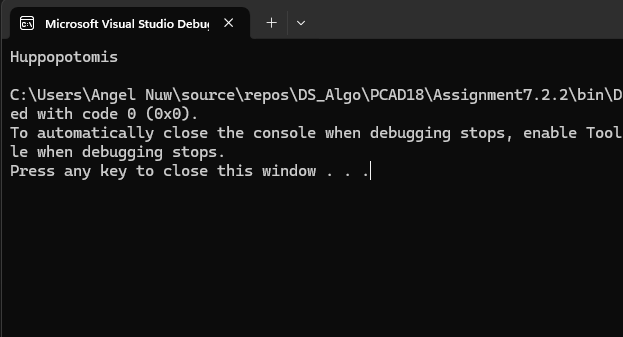 Microsoft Visual Studio Debug
Huppopotomis
C:\Users\Angel Nuw\source\repos\DS_Algo\PCAD18\Assignment7.2.2\bin\D
ed with code 0 (0x0).
To automatically close the console when debugging stops, enable Tool
le when debugging stops.
Press any key to close this window . . .